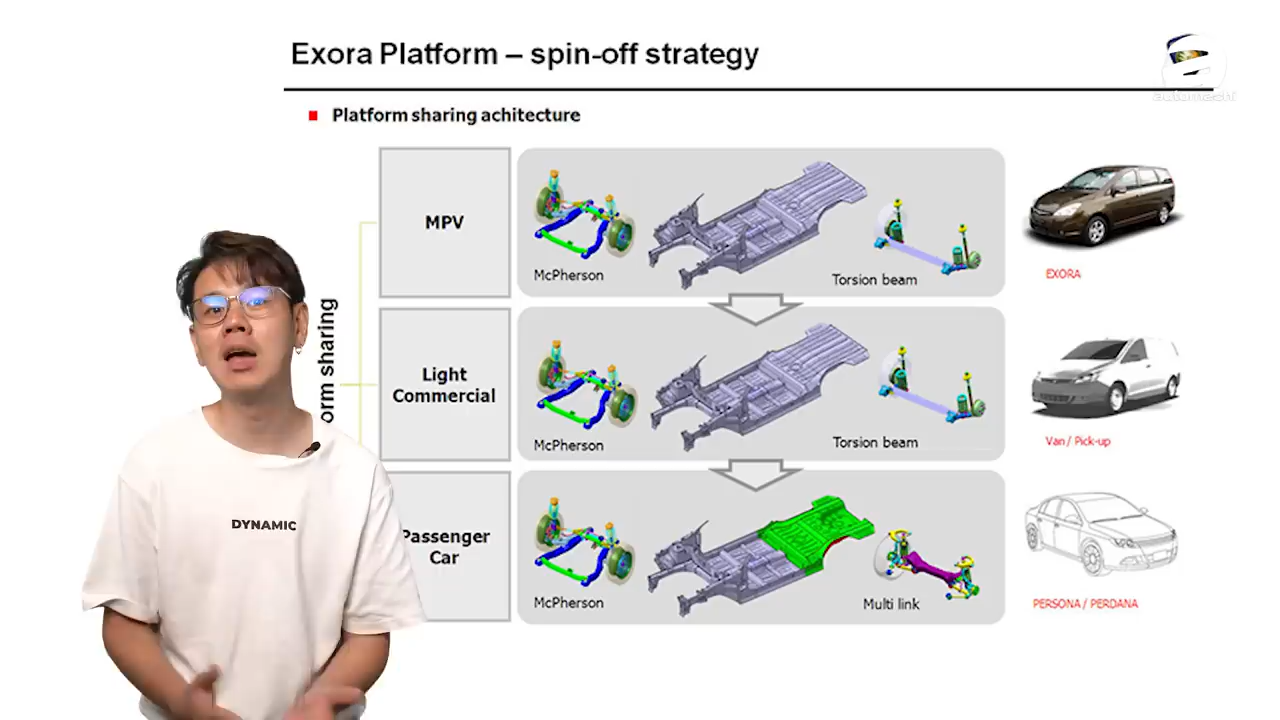 Exora Platform – spin-off strategy
automachi
Platform sharing achitecture
MPV
McPherson
Torsion beam
EXORA
orm sharing
Light
Commercial
McPherson
Torsion beam
Van / Pick-up
DYNAMIC
Passenger
Car
McPherson
Multi link
PERSONA / PERDANA